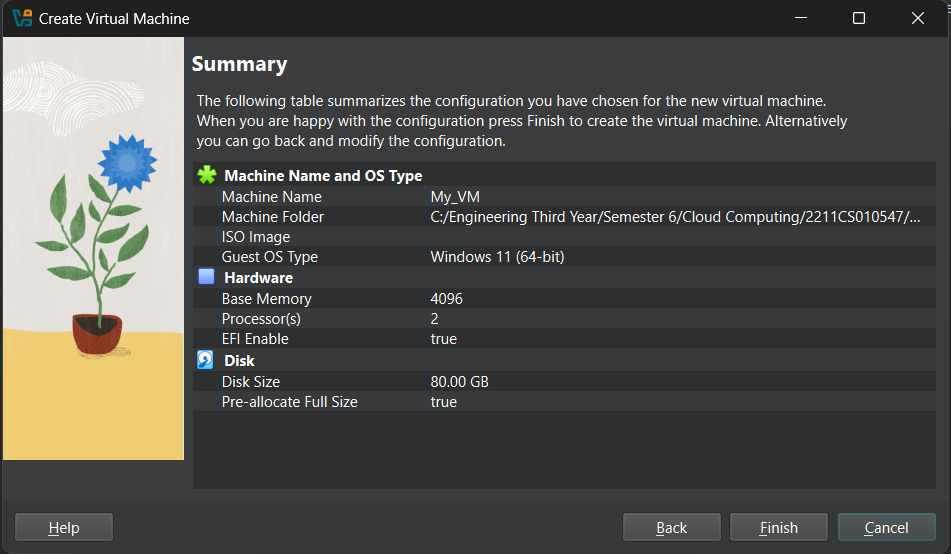 Create Virtual Machine
Summary
The following table summarizes the configuration you have chosen for the new virtual machine.
When you are happy with the configuration press Finish to create the virtual machine. Alternatively
you can go back and modify the configuration.
Machine Name and OS Type
Machine Name My_VM
Machine Folder C:/Engineering Third Year/Semester 6/Cloud Computing/2211CS010547/...
ISO Image
Guest OS Type Windows 11 (64-bit)
Hardware
Base Memory 4096
Processor(s) 2
EFI Enable true
Disk
Disk Size 80.00 GB
Pre-allocate Full Size true
Help Back Finish Cancel